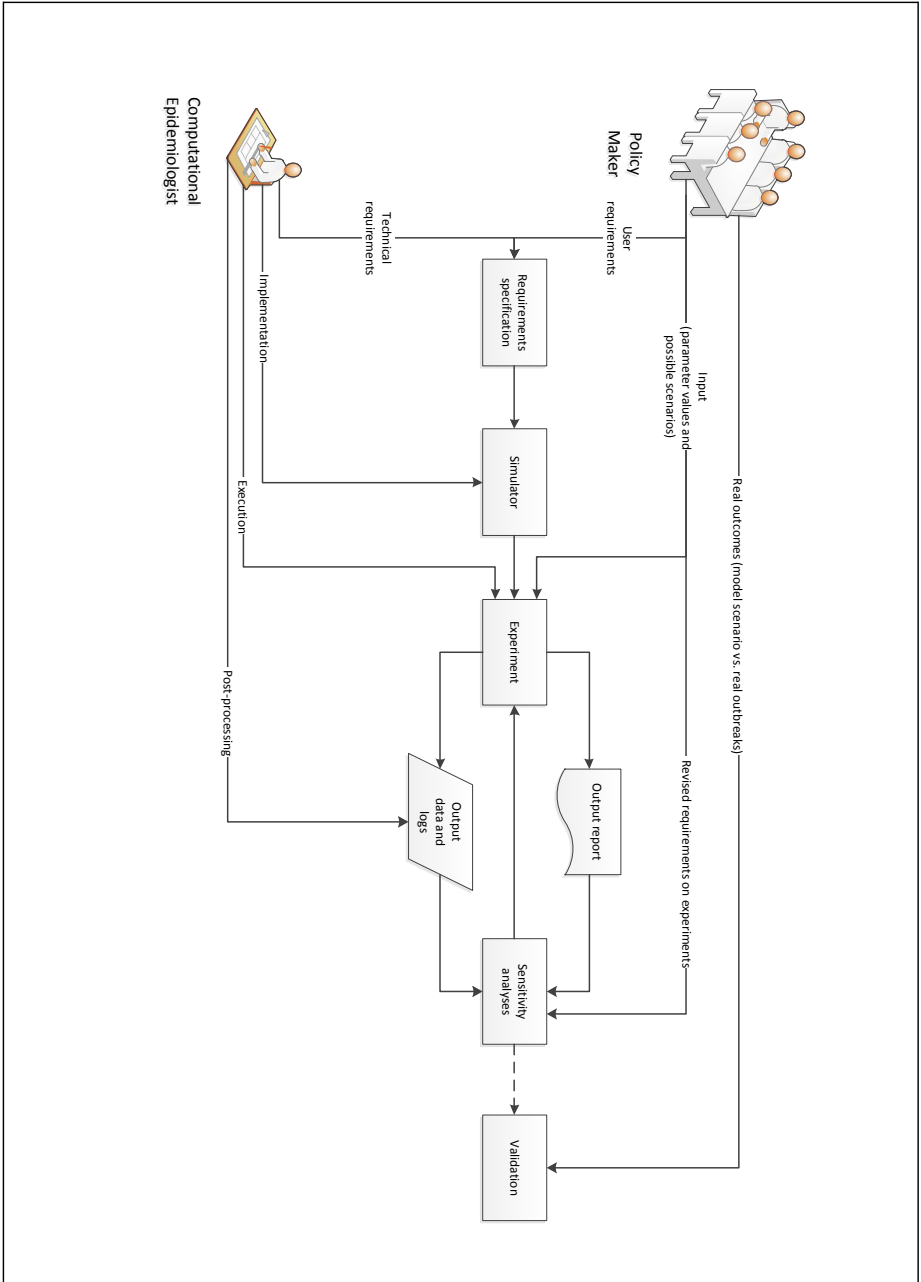 Policy
Maker
Real outcomes (model scenario vs. real outbreaks)
Input
(parameter values and
possible scenarios)
Revised requirements on experiments
User
requirements
Output report
Requirements
specification
Simulator
Experiment
Sensitivity
analyses
Validation
Output
data and
logs
Technical
requirements
Implementation
Execution
Post-processing
Computational
Epidemiologist